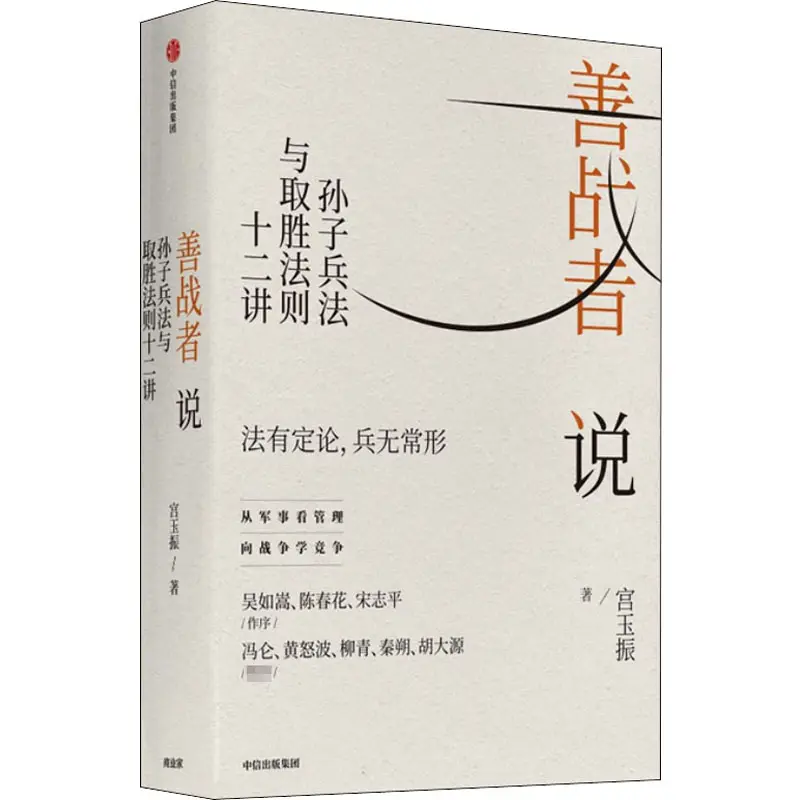 善战者说
孙子兵法
与取胜法则
十二讲
法有定论,兵无常形
从军事看管理
向战争学竞争
吴如嵩、陈春花、宋志平
/作序/
冯仑、黄怒波、柳青、秦朔、胡大源
/ /
宫玉振/著
中信出版集团
中信出版集团
善战者说
孙子兵法与
取胜法则十二讲
宫玉振/著
商业家